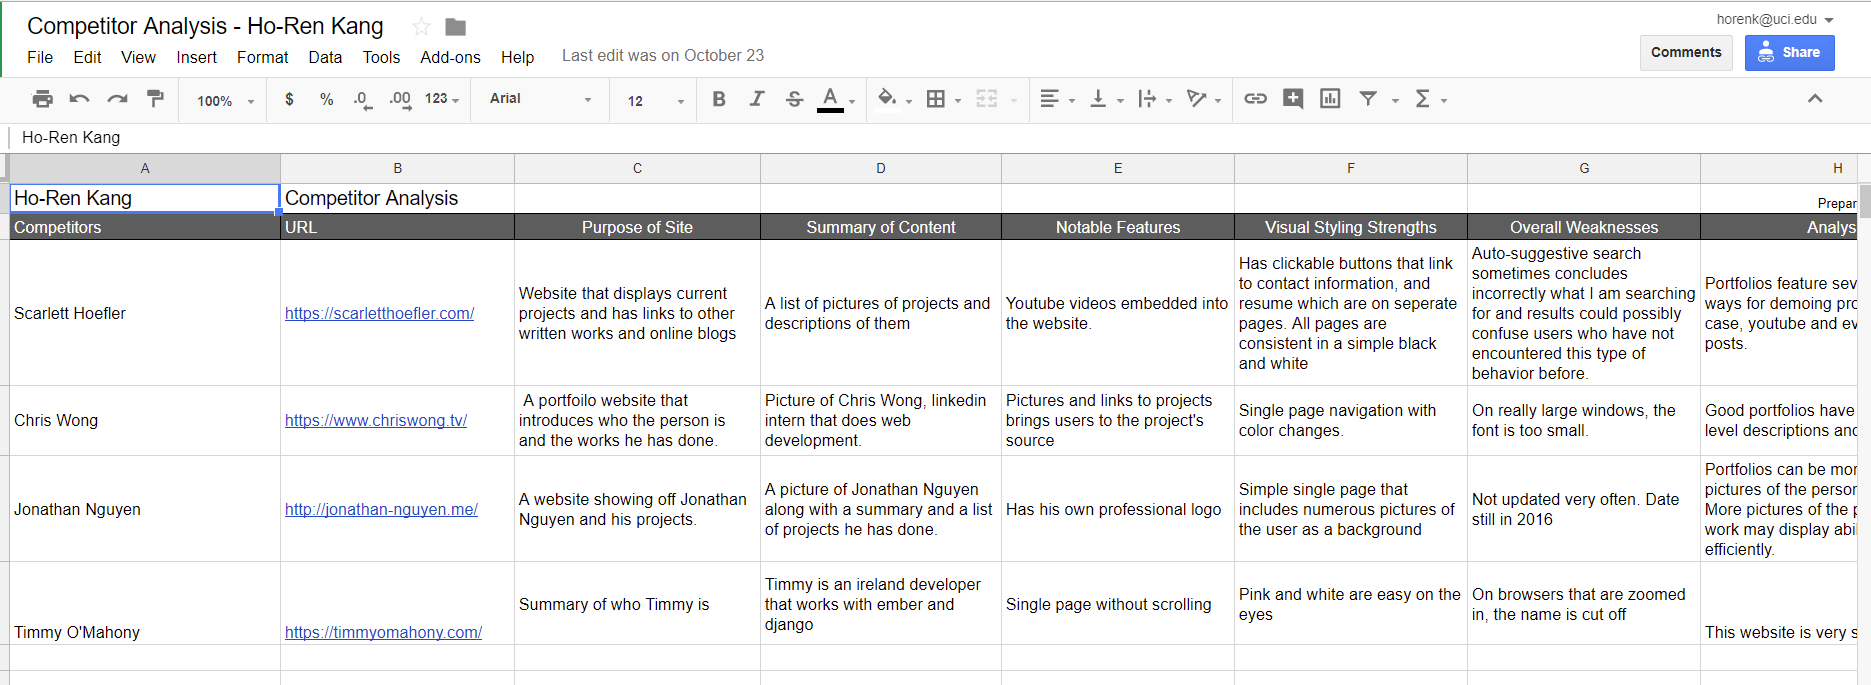 Competitor Analysis - Ho-Ren Kang
horenk@uci.edu
File Edit View Insert Format Data Tools Add-ons Help Last edit was on October 23
Comments Share
100% $ % .0 .00 123 Arial 12 B I S A Σ
Ho-Ren Kang
A B C D E F G H
Ho-Ren Kang Competitor Analysis
Prepar
Competitors URL Purpose of Site Summary of Content Notable Features Visual Styling Strengths Overall Weaknesses Analys
Scarlett Hoefler
https://scarletthoefler.com/
Website that displays current
projects and has links to other
written works and online blogs
A list of pictures of projects and
descriptions of them
Youtube videos embedded into
the website.
Has clickable buttons that link
to contact information, and
resume which are on seperate
pages. All pages are
consistent in a simple black
and white
Auto-suggestive search
sometimes concludes
incorrectly what I am searching
for and results could possibly
confuse users who have not
encountered this type of
behavior before.
Portfolios feature sev
ways for demoing pro
case, youtube and ev
posts.
Chris Wong
https://www.chriswong.tv/
A portfoilo website that
introduces who the person is
and the works he has done.
Picture of Chris Wong, linkedin
intern that does web
development.
Pictures and links to projects
brings users to the project's
source
Single page navigation with
color changes.
On really large windows, the
font is too small.
Good portfolios have
level descriptions and
Jonathan Nguyen
http://jonathan-nguyen.me/
A website showing off Jonathan
Nguyen and his projects.
A picture of Jonathan Nguyen
along with a summary and a list
of projects he has done.
Has his own professional logo
Simple single page that
includes numerous pictures of
the user as a background
Not updated very often. Date
still in 2016
Portfolios can be mor
pictures of the person
More pictures of the p
work may display abi
efficiently.
Timmy O'Mahony
https://timmyomahony.com/
Summary of who Timmy is
Timmy is an ireland developer
that works with ember and
django
Single page without scrolling
Pink and white are easy on the
eyes
On browsers that are zoomed
in, the name is cut off
This website is very s